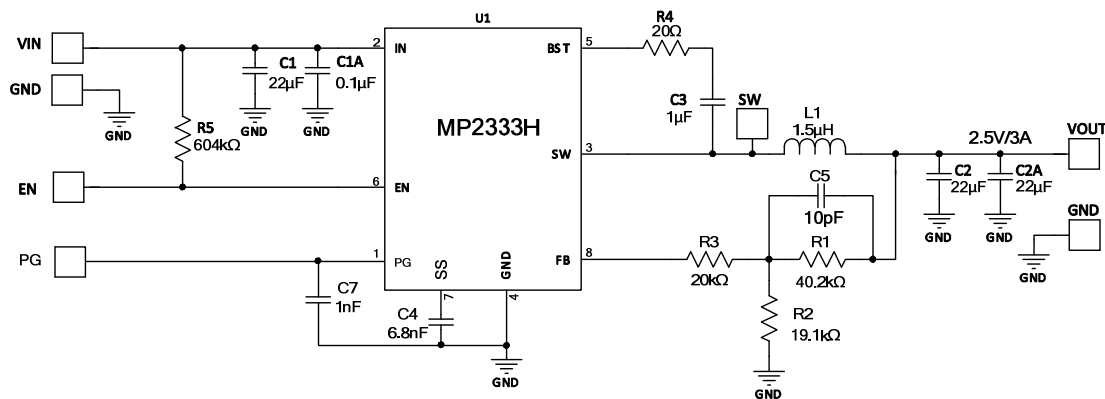 U1
VIN
GND
GND
R5
604kΩ
EN
PG
C1
22µF
GND
C1A
0.1µF
GND
2
IN
6
EN
1
PG
MP2333H
BST
5
SW
3
FB
8
SS
7
GND
4
C7
1nF
C4
6.8nF
GND
R4
20Ω
C3
1µF
SW
L1
1.5µH
2.5V/3A
VOUT
C5
10pF
C2
22µF
GND
C2A
22µF
GND
GND
GND
R3
20kΩ
R1
40.2kΩ
R2
19.1kΩ
GND